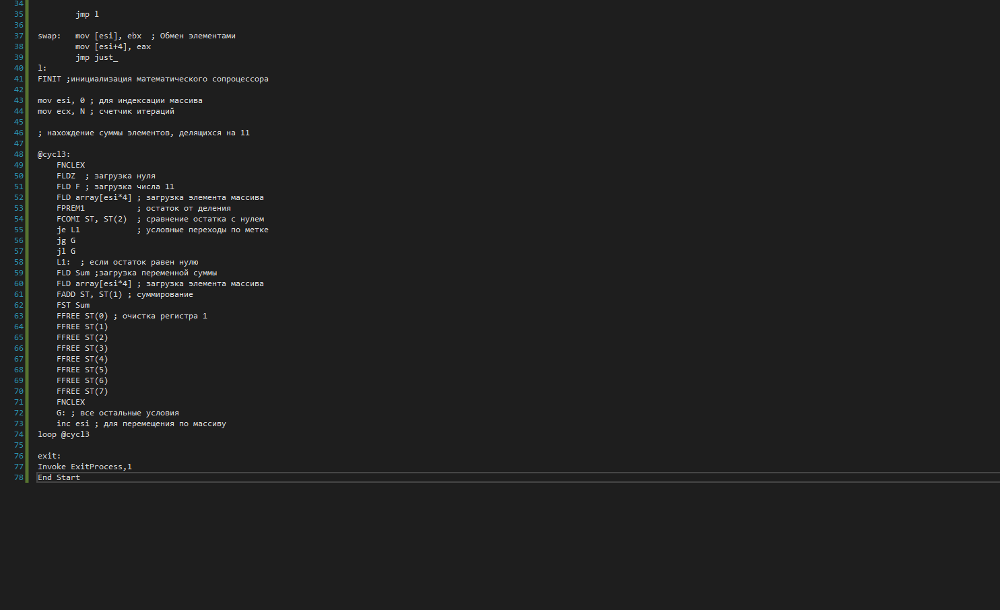 34
35 jmp l
36
37 swap: mov [esi], ebx ; Обмен элементами
38 mov [esi+4], eax
39 jmp just_
40 l:
41 FINIT ;инициализация математического сопроцессора
42
43 mov esi, 0 ; для индексации массива
44 mov ecx, N ; счетчик итераций
45
46 ; нахождение суммы элементов, делящихся на 11
47
48 @cycl3:
49 FNCLEX
50 FLDZ ; загрузка нуля
51 FLD F ; загрузка числа 11
52 FLD array[esi*4] ; загрузка элемента массива
53 FPREM1 ; остаток от деления
54 FCOMI ST, ST(2) ; сравнение остатка с нулем
55 je L1 ; условные переходы по метке
56 jg G
57 jl G
58 L1: ; если остаток равен нулю
59 FLD Sum ;загрузка переменной суммы
60 FLD array[esi*4] ; загрузка элемента массива
61 FADD ST, ST(1) ; суммирование
62 FST Sum
63 FFREE ST(0) ; очистка регистра 1
64 FFREE ST(1)
65 FFREE ST(2)
66 FFREE ST(3)
67 FFREE ST(4)
68 FFREE ST(5)
69 FFREE ST(6)
70 FFREE ST(7)
71 FNCLEX
72 G: ; все остальные условия
73 inc esi ; для перемещения по массиву
74 loop @cycl3
75
76 exit:
77 Invoke ExitProcess,1
78 End Start